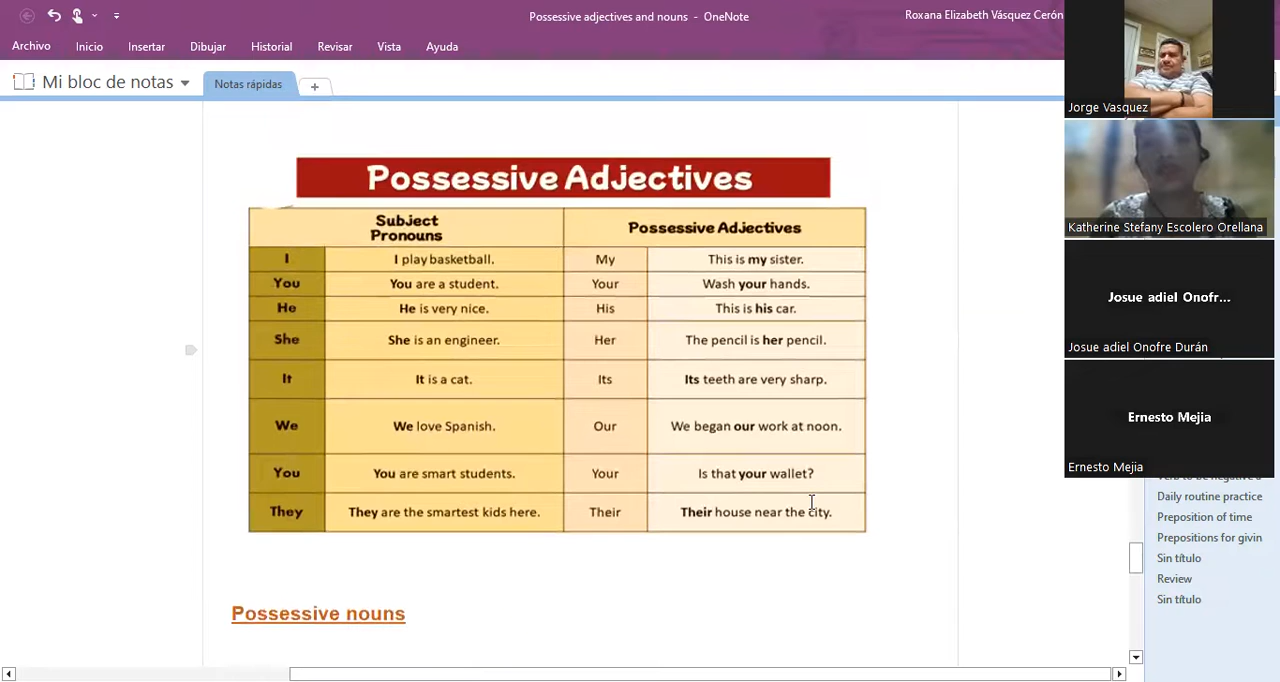 Possessive adjectives and nouns - OneNote
Roxana Elizabeth Vásquez Cerón
Archivo Inicio Insertar Dibujar Historial Revisar Vista Ayuda
Mi bloc de notas Notas rápidas +
Possessive Adjectives
Subject Pronouns Possessive Adjectives
I I play basketball. My This is my sister.
You You are a student. Your Wash your hands.
He He is very nice. His This is his car.
She She is an engineer. Her The pencil is her pencil.
It It is a cat. Its Its teeth are very sharp.
We We love Spanish. Our We began our work at noon.
You You are smart students. Your Is that your wallet?
They They are the smartest kids here. Their Their house near the city.
Possessive nouns
Jorge Vasquez
Katherine Stefany Escolero Orellana
Josue adiel Onofr...
Josue adiel Onofre Durán
Ernesto Mejia
Ernesto Mejia
Daily routine practice
Preposition of time
Prepositions for givin
Sin título
Review
Sin título